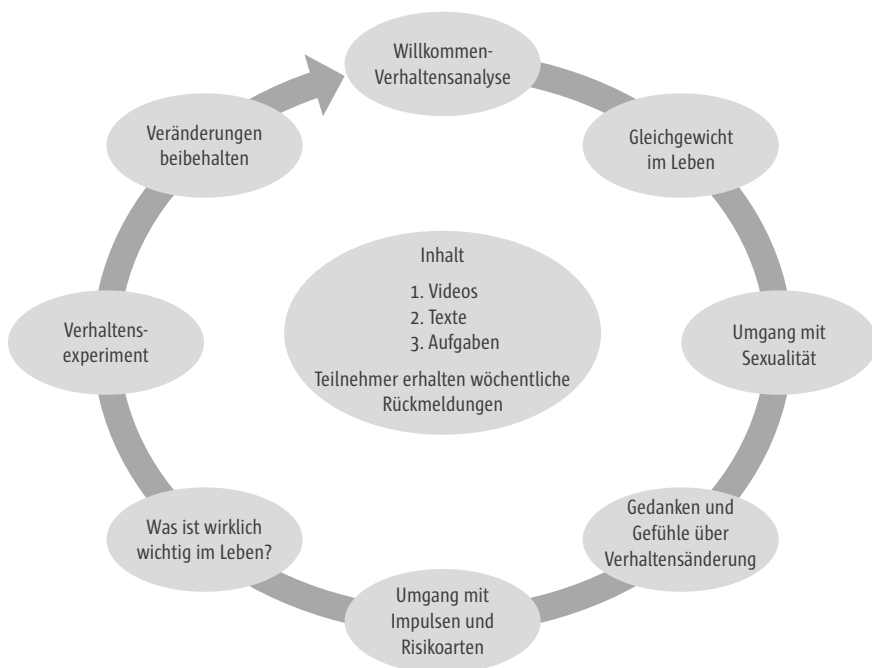 Willkommen-
Verhaltensanalyse
Gleichgewicht
im Leben
Umgang mit
Sexualität
Gedanken und
Gefühle über
Verhaltensänderung
Umgang mit
Impulsen und
Risikoarten
Was ist wirklich
wichtig im Leben?
Verhaltens-
experiment
Veränderungen
beibehalten
Inhalt
1. Videos
2. Texte
3. Aufgaben
Teilnehmer erhalten wöchentliche
Rückmeldungen